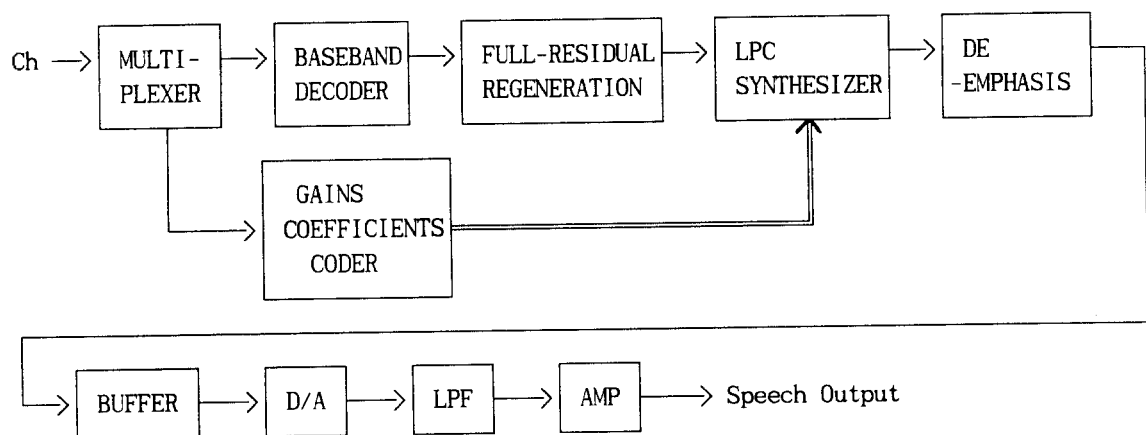 Ch
MULTI-
PLEXER
BASEBAND
DECODER
FULL-RESIDUAL
REGENERATION
LPC
SYNTHESIZER
DE
-EMPHASIS
GAINS
COEFFICIENTS
CODER
BUFFER
D/A
LPF
AMP
Speech Output